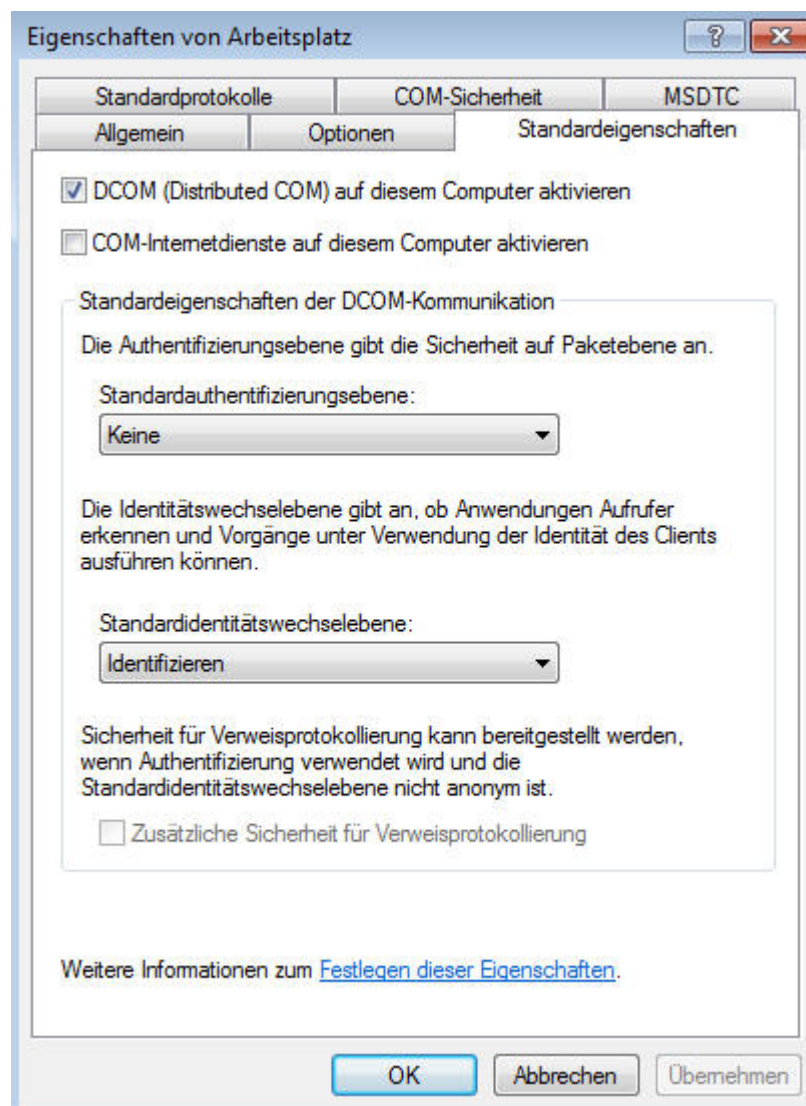 Eigenschaften von Arbeitsplatz
Standardprotokolle COM-Sicherheit MSDTC
Allgemein Optionen Standardeigenschaften
DCOM (Distributed COM) auf diesem Computer aktivieren
COM-Internetdienste auf diesem Computer aktivieren
Standardeigenschaften der DCOM-Kommunikation
Die Authentifizierungsebene gibt die Sicherheit auf Paketebene an.
Standardauthentifizierungsebene:
Keine
Die Identitätswechselebene gibt an, ob Anwendungen Aufrufer
erkennen und Vorgänge unter Verwendung der Identität des Clients
ausführen können.
Standardidentitätswechselebene:
Identifizieren
Sicherheit für Verweisprotokollierung kann bereitgestellt werden,
wenn Authentifizierung verwendet wird und die
Standardidentitätswechselebene nicht anonym ist.
Zusätzliche Sicherheit für Verweisprotokollierung
Weitere Informationen zum Festlegen dieser Eigenschaften.
OK Abbrechen Übernehmen